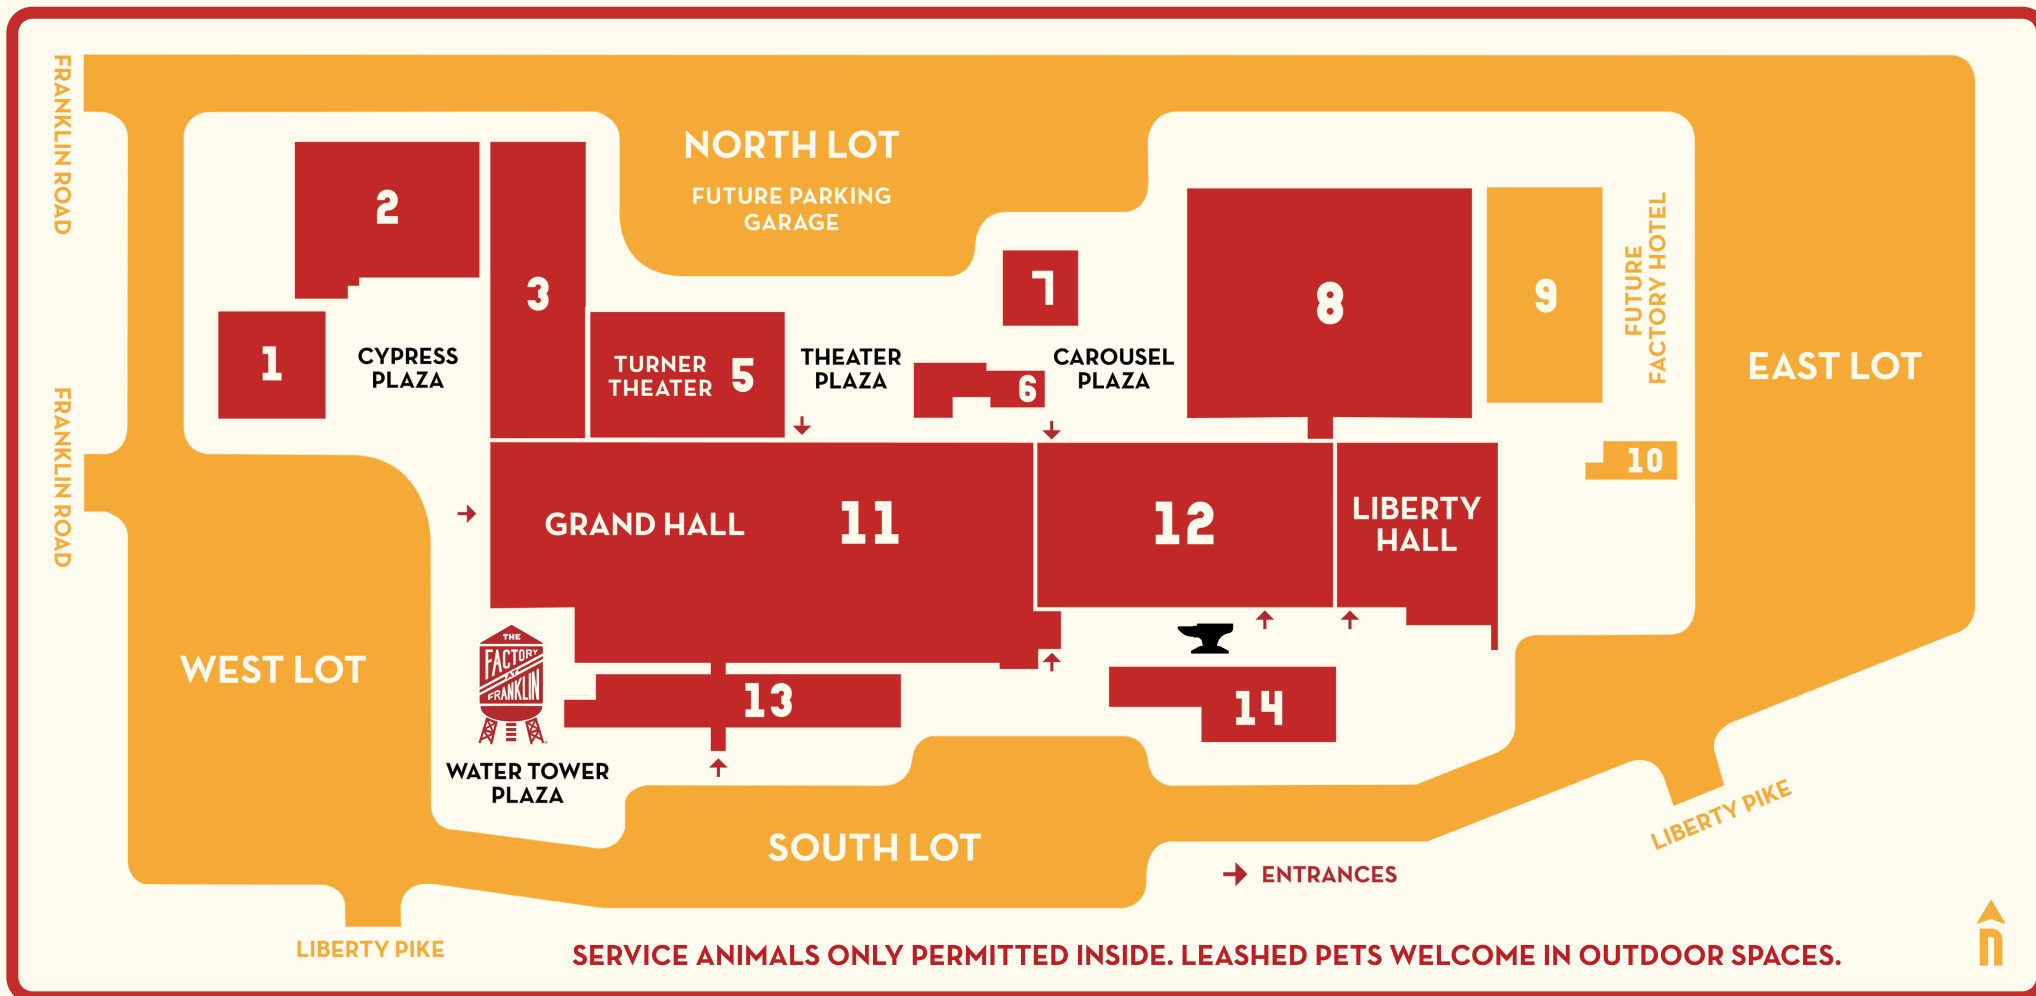 FRANKLIN ROAD
NORTH LOT
FUTURE PARKING
GARAGE
2
3
7
8
9
FUTURE
FACTORY HOTEL
1
CYPRESS
PLAZA
TURNER
THEATER
5
THEATER
PLAZA
6
CAROUSEL
PLAZA
EAST LOT
FRANKLIN ROAD
10
GRAND HALL
11
12
LIBERTY
HALL
WEST LOT
THE
FACTORY
AT
FRANKLIN
13
14
WATER TOWER
PLAZA
SOUTH LOT
LIBERTY PIKE
ENTRANCES
LIBERTY PIKE
SERVICE ANIMALS ONLY PERMITTED INSIDE. LEASHED PETS WELCOME IN OUTDOOR SPACES.
n